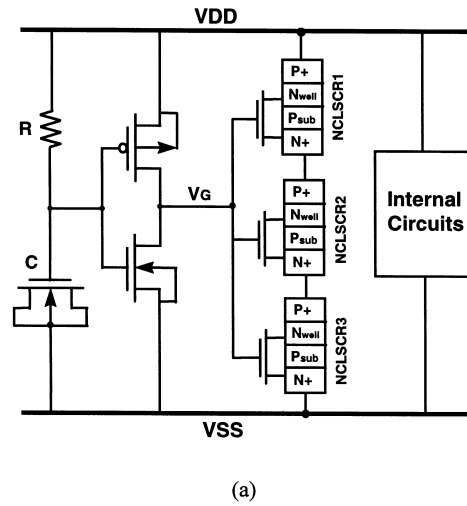 VDD
R
C
VG
P+
Nwell
Psub
N+
NCLSCR1
P+
Nwell
Psub
N+
NCLSCR2
P+
Nwell
Psub
N+
NCLSCR3
Internal
Circuits
VSS
(a)